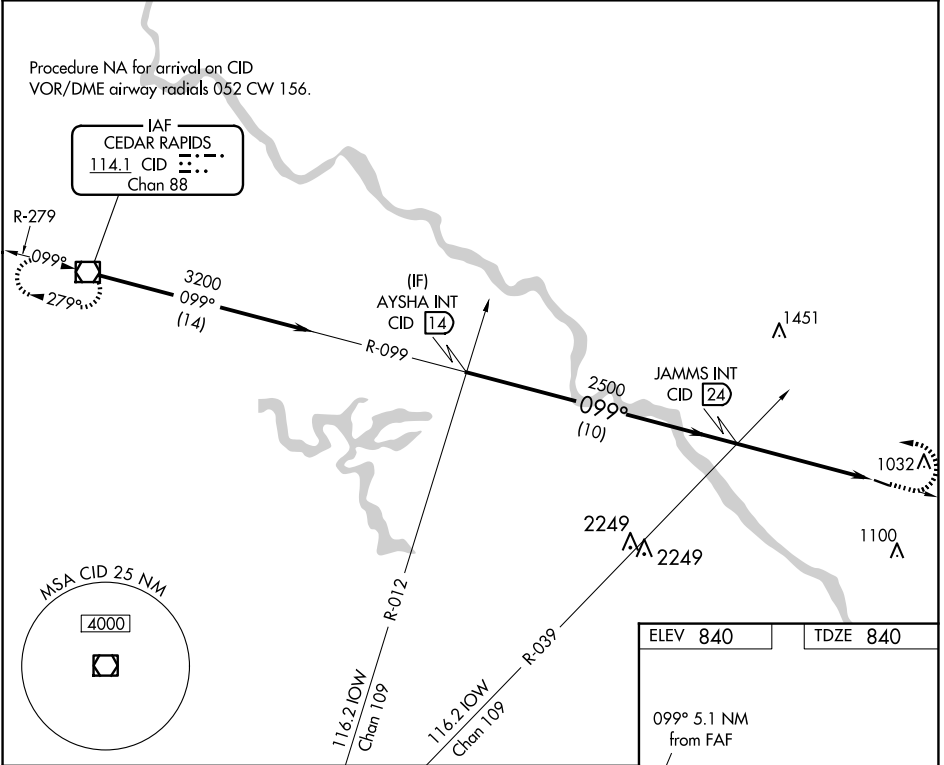 Procedure NA for arrival on CID
VOR/DME airway radials 052 CW 156.
IAF
CEDAR RAPIDS
114.1 CID
Chan 88
R-279
099°
279°
3200
099°
(14)
R-099
(IF)
AYSHA INT
CID 14
2500
099°
(10)
JAMMS INT
CID 24
1451
1032
1100
2249
2249
R-012
116.2 IOW
Chan 109
R-039
116.2 IOW
Chan 109
MSA CID 25 NM
4000
ELEV 840
TDZE 840
099° 5.1 NM
from FAF